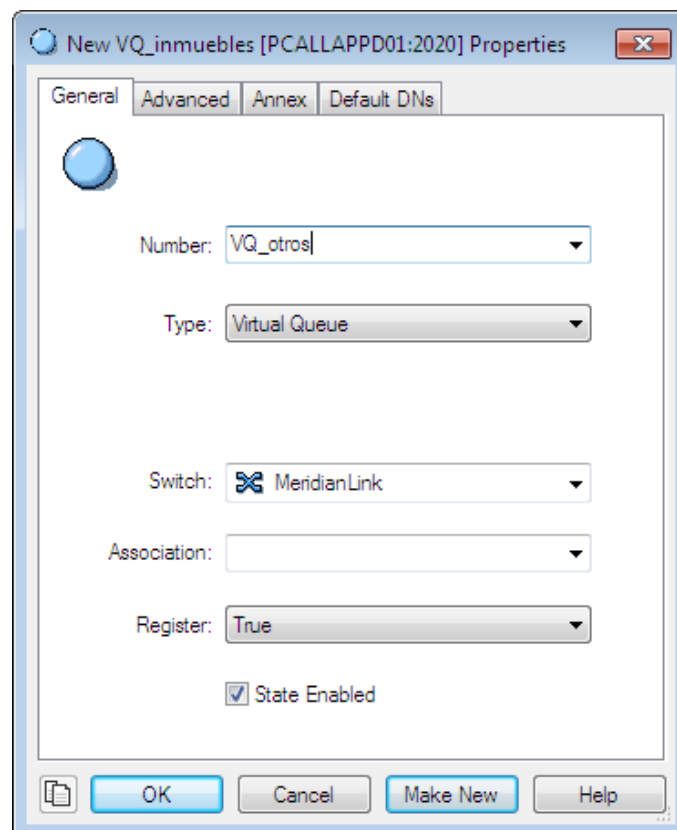 New VQ_inmuebles [PCALLAPPD01:2020] Properties
General Advanced Annex Default DNs
Number: VQ_otros
Type: Virtual Queue
Switch: MeridianLink
Association:
Register: True
State Enabled
OK Cancel Make New Help